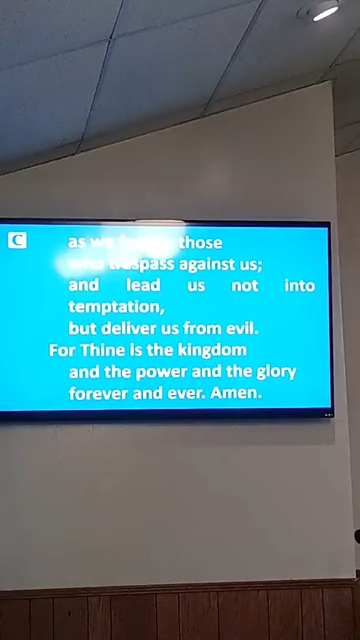 C
as we those
trespass against us;
and lead us not into
temptation,
but deliver us from evil.
For Thine is the kingdom
and the power and the glory
forever and ever. Amen.